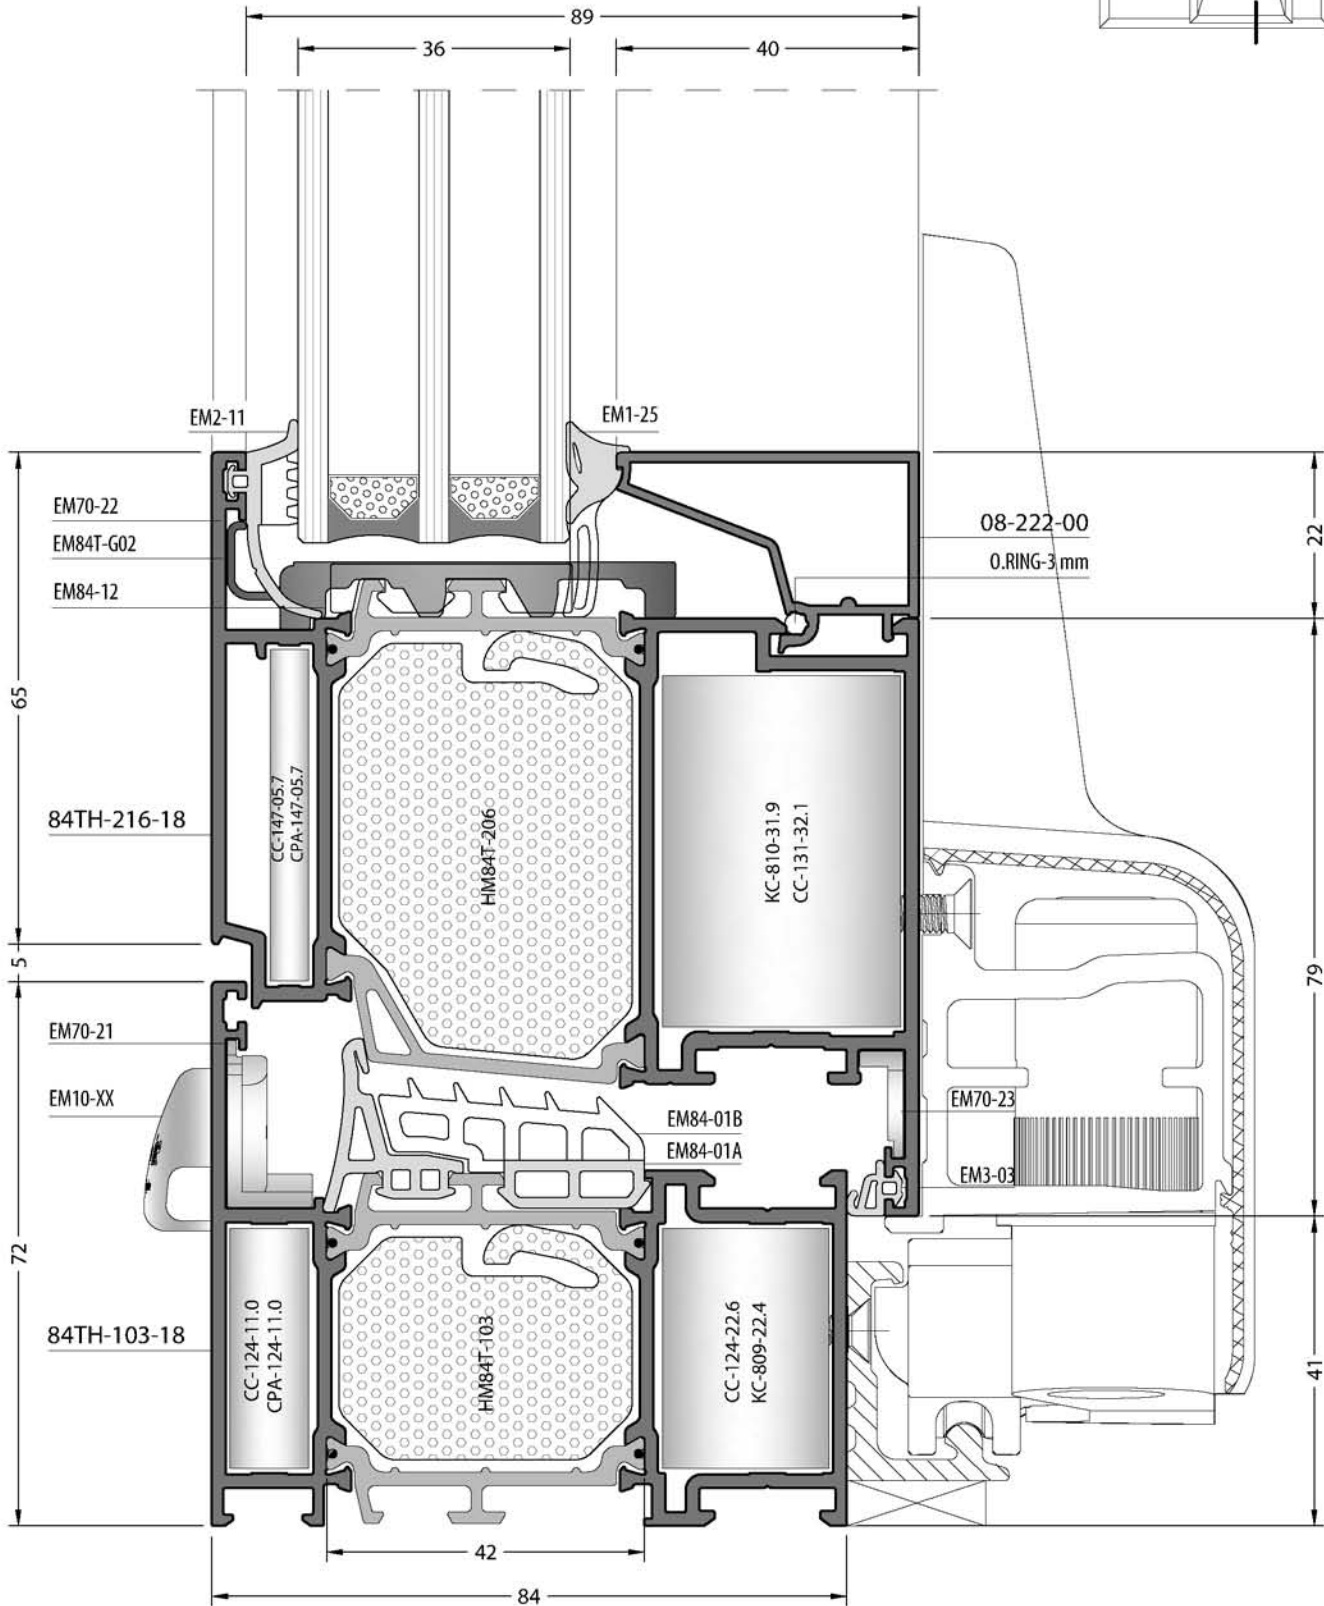 89
36
40
EM2-11
EM1-25
EM70-22
EM84T-G02
EM84-12
08-222-00
O.RING-3 mm
22
65
84TH-216-18
CC-147-05.7
CPA-147-05.7
HM84T-206
KC-810-31.9
CC-131-32.1
5
79
EM70-21
EM10-XX
EM84-01B
EM84-01A
EM70-23
EM3-03
72
84TH-103-18
CC-124-11.0
CPA-124-11.0
HM84T-103
CC-124-22.6
KC-809-22.4
41
42
84